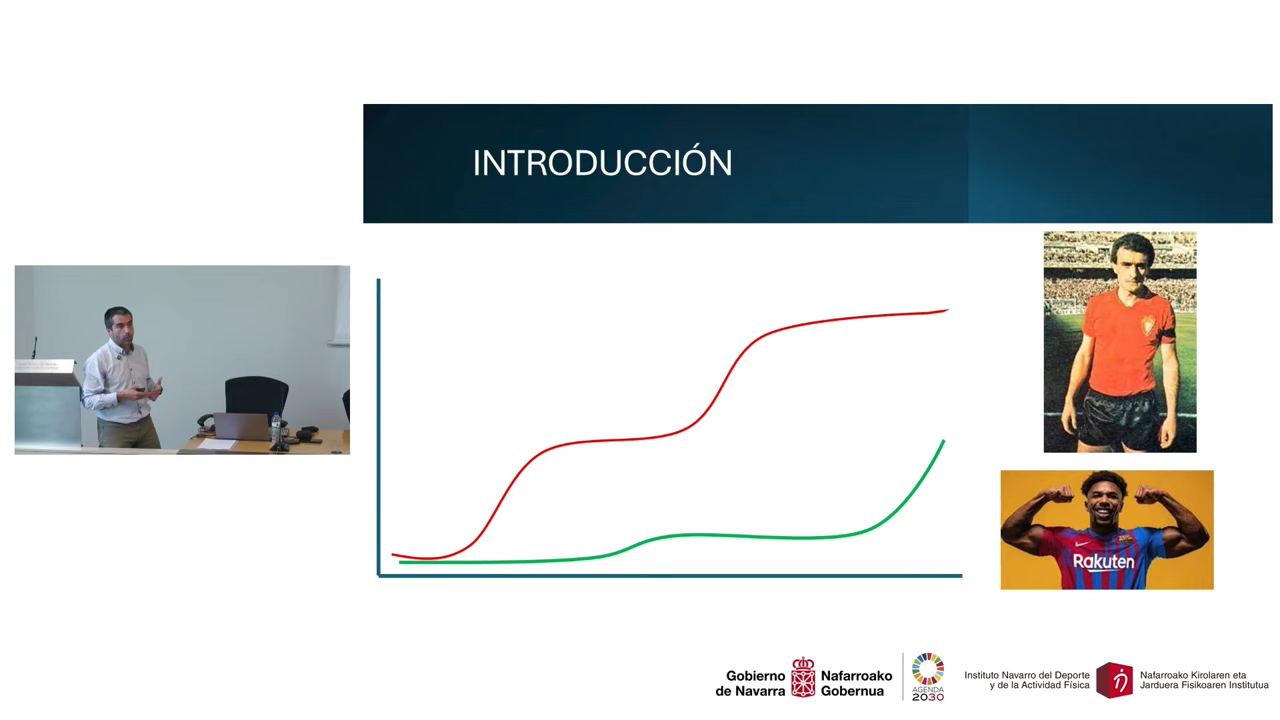 INTRODUCCIÓN
Rakuten
Gobierno
de Navarra
Nafarroako
Gobernua
AGENDA
2030
Instituto Navarro del Deporte
y de la Actividad Física
Nafarroako Kirolaren eta
Jarduera Fisikoaren Institutua